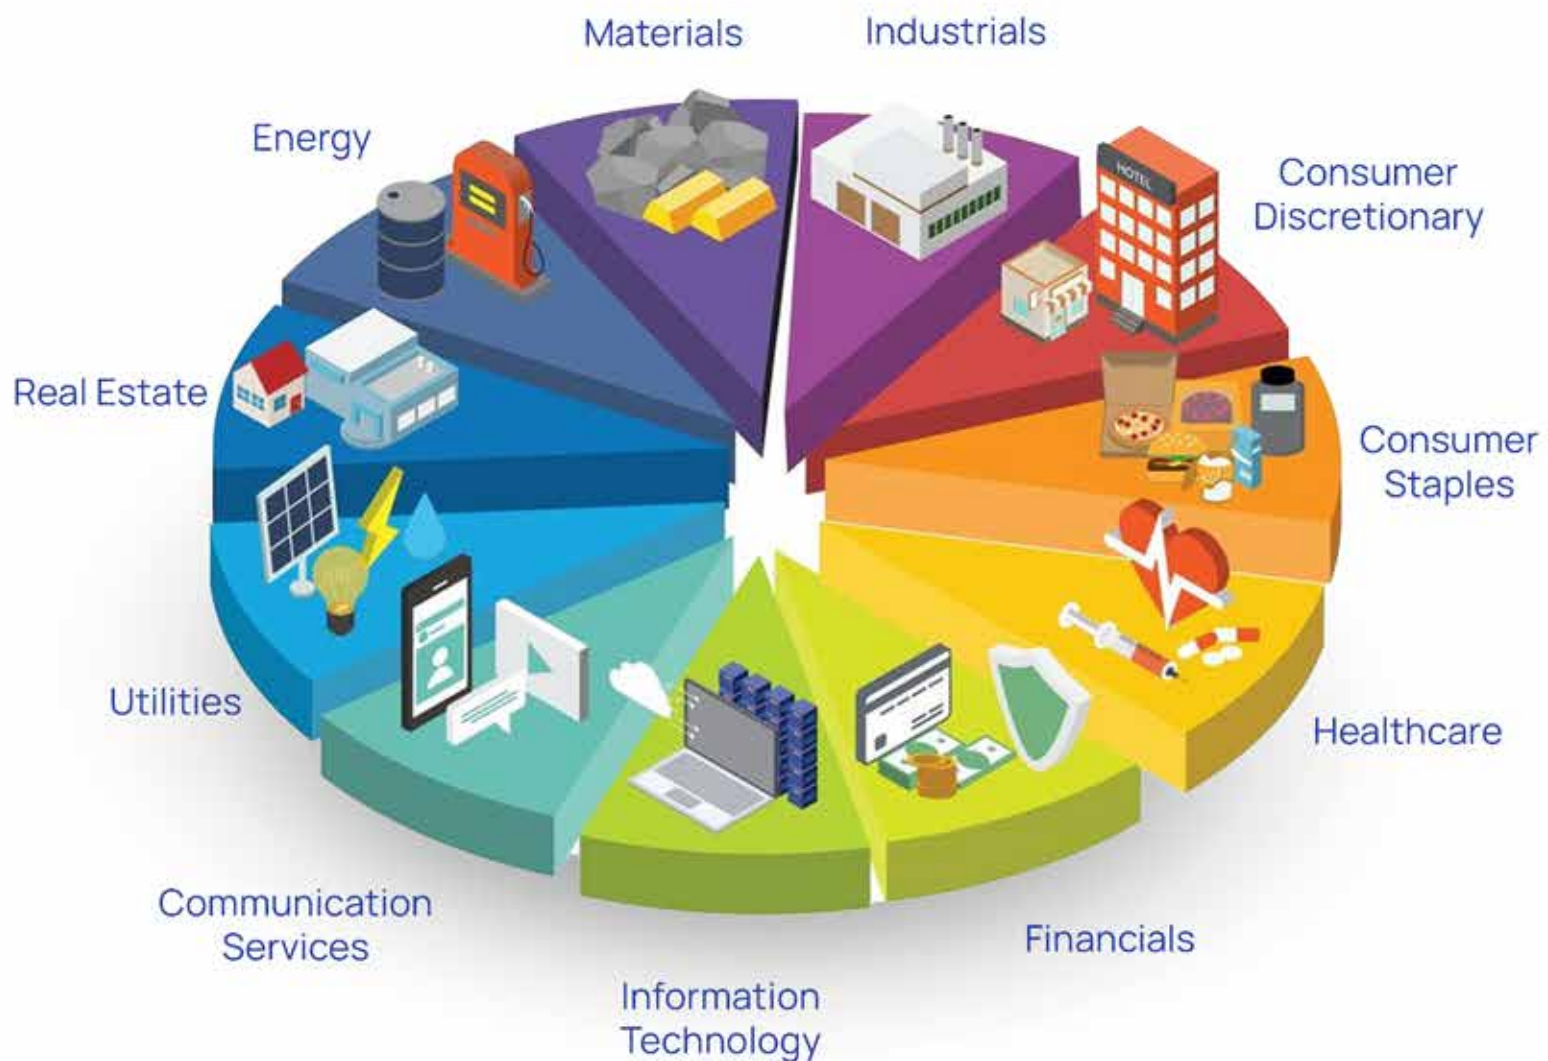 Materials
Industrials
Energy
Consumer
Discretionary
HOTEL
Real Estate
Consumer
Staples
Utilities
Healthcare
Communication
Services
Financials
Information
Technology